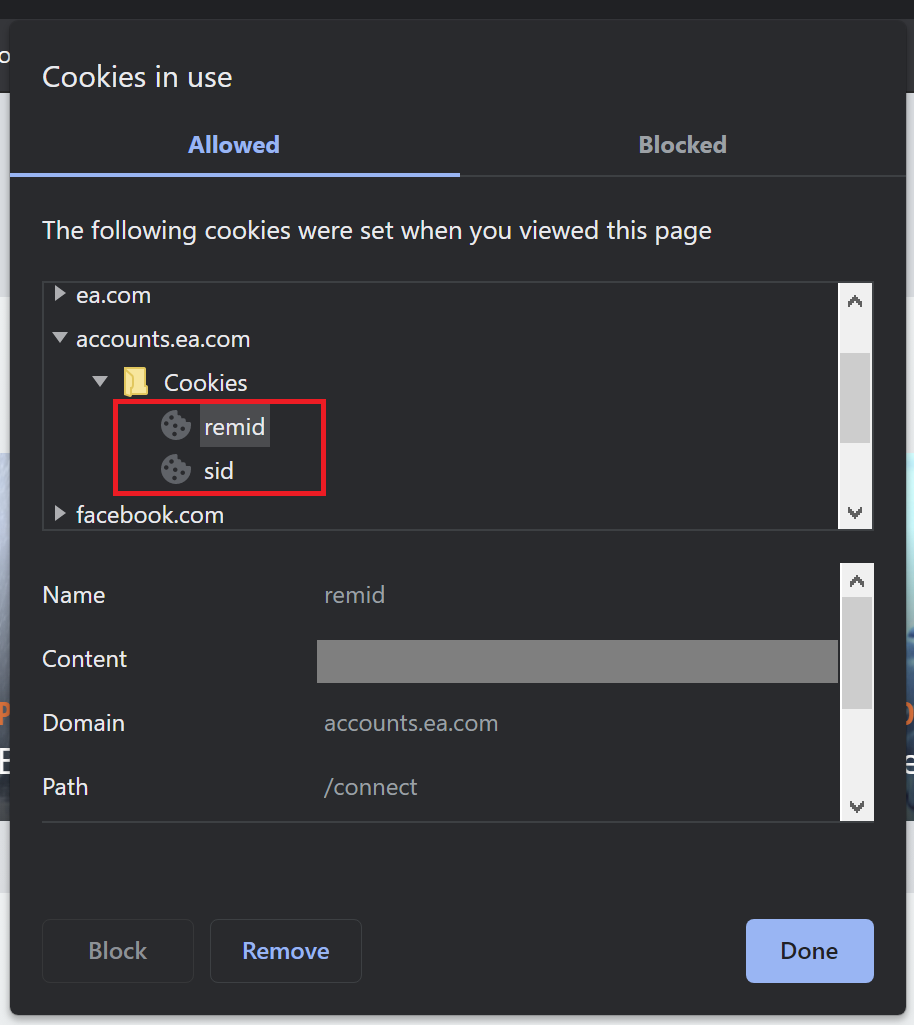 Cookies in use
Allowed
Blocked
The following cookies were set when you viewed this page
ea.com
accounts.ea.com
Cookies
remid
sid
facebook.com
Name remid
Content
Domain accounts.ea.com
Path /connect
Block
Remove
Done